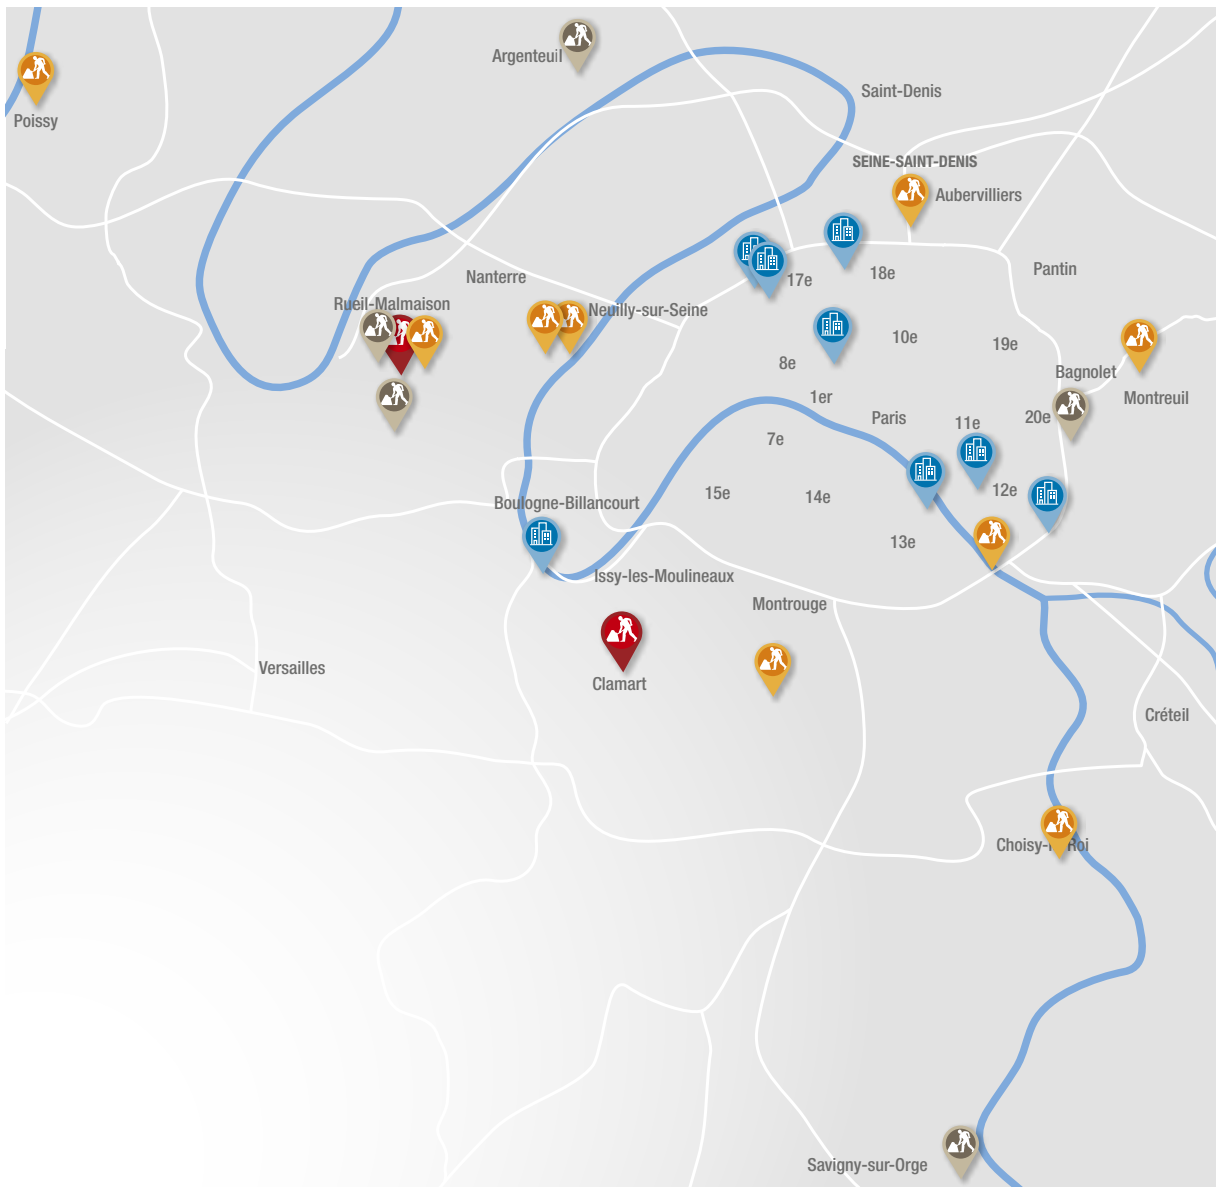 Argenteuil
Saint-Denis
Poissy
SEINE-SAINT-DENIS
Aubervilliers
Nanterre
17e
18e
Pantin
Rueil-Malmaison
Neuilly-sur-Seine
10e
19e
8e
Bagnolet
1er
Montreuil
Paris
11e
20e
7e
15e
14e
12e
Boulogne-Billancourt
13e
Issy-les-Moulineaux
Montrouge
Versailles
Clamart
Créteil
Choisy-le-Roi
Savigny-sur-Orge